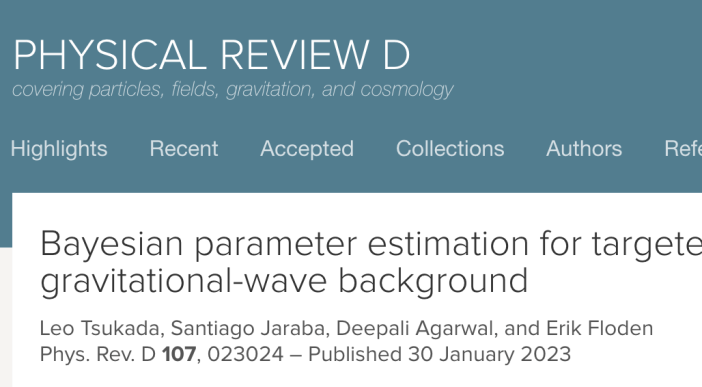 PHYSICAL REVIEW D
covering particles, fields, gravitation, and cosmology
Highlights Recent Accepted Collections Authors Refe
Bayesian parameter estimation for targete
gravitational-wave background
Leo Tsukada, Santiago Jaraba, Deepali Agarwal, and Erik Floden
Phys. Rev. D 107, 023024 – Published 30 January 2023